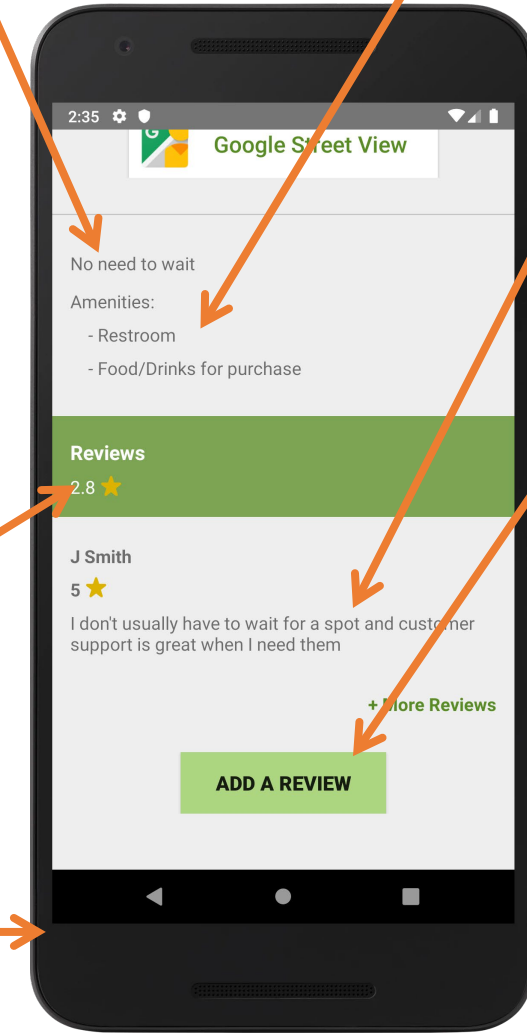 2:35
G
Google Street View
No need to wait
Amenities:
- Restroom
- Food/Drinks for purchase
Reviews
2.8
J Smith
5
I don't usually have to wait for a spot and customer
support is great when I need them
+ More Reviews
ADD A REVIEW